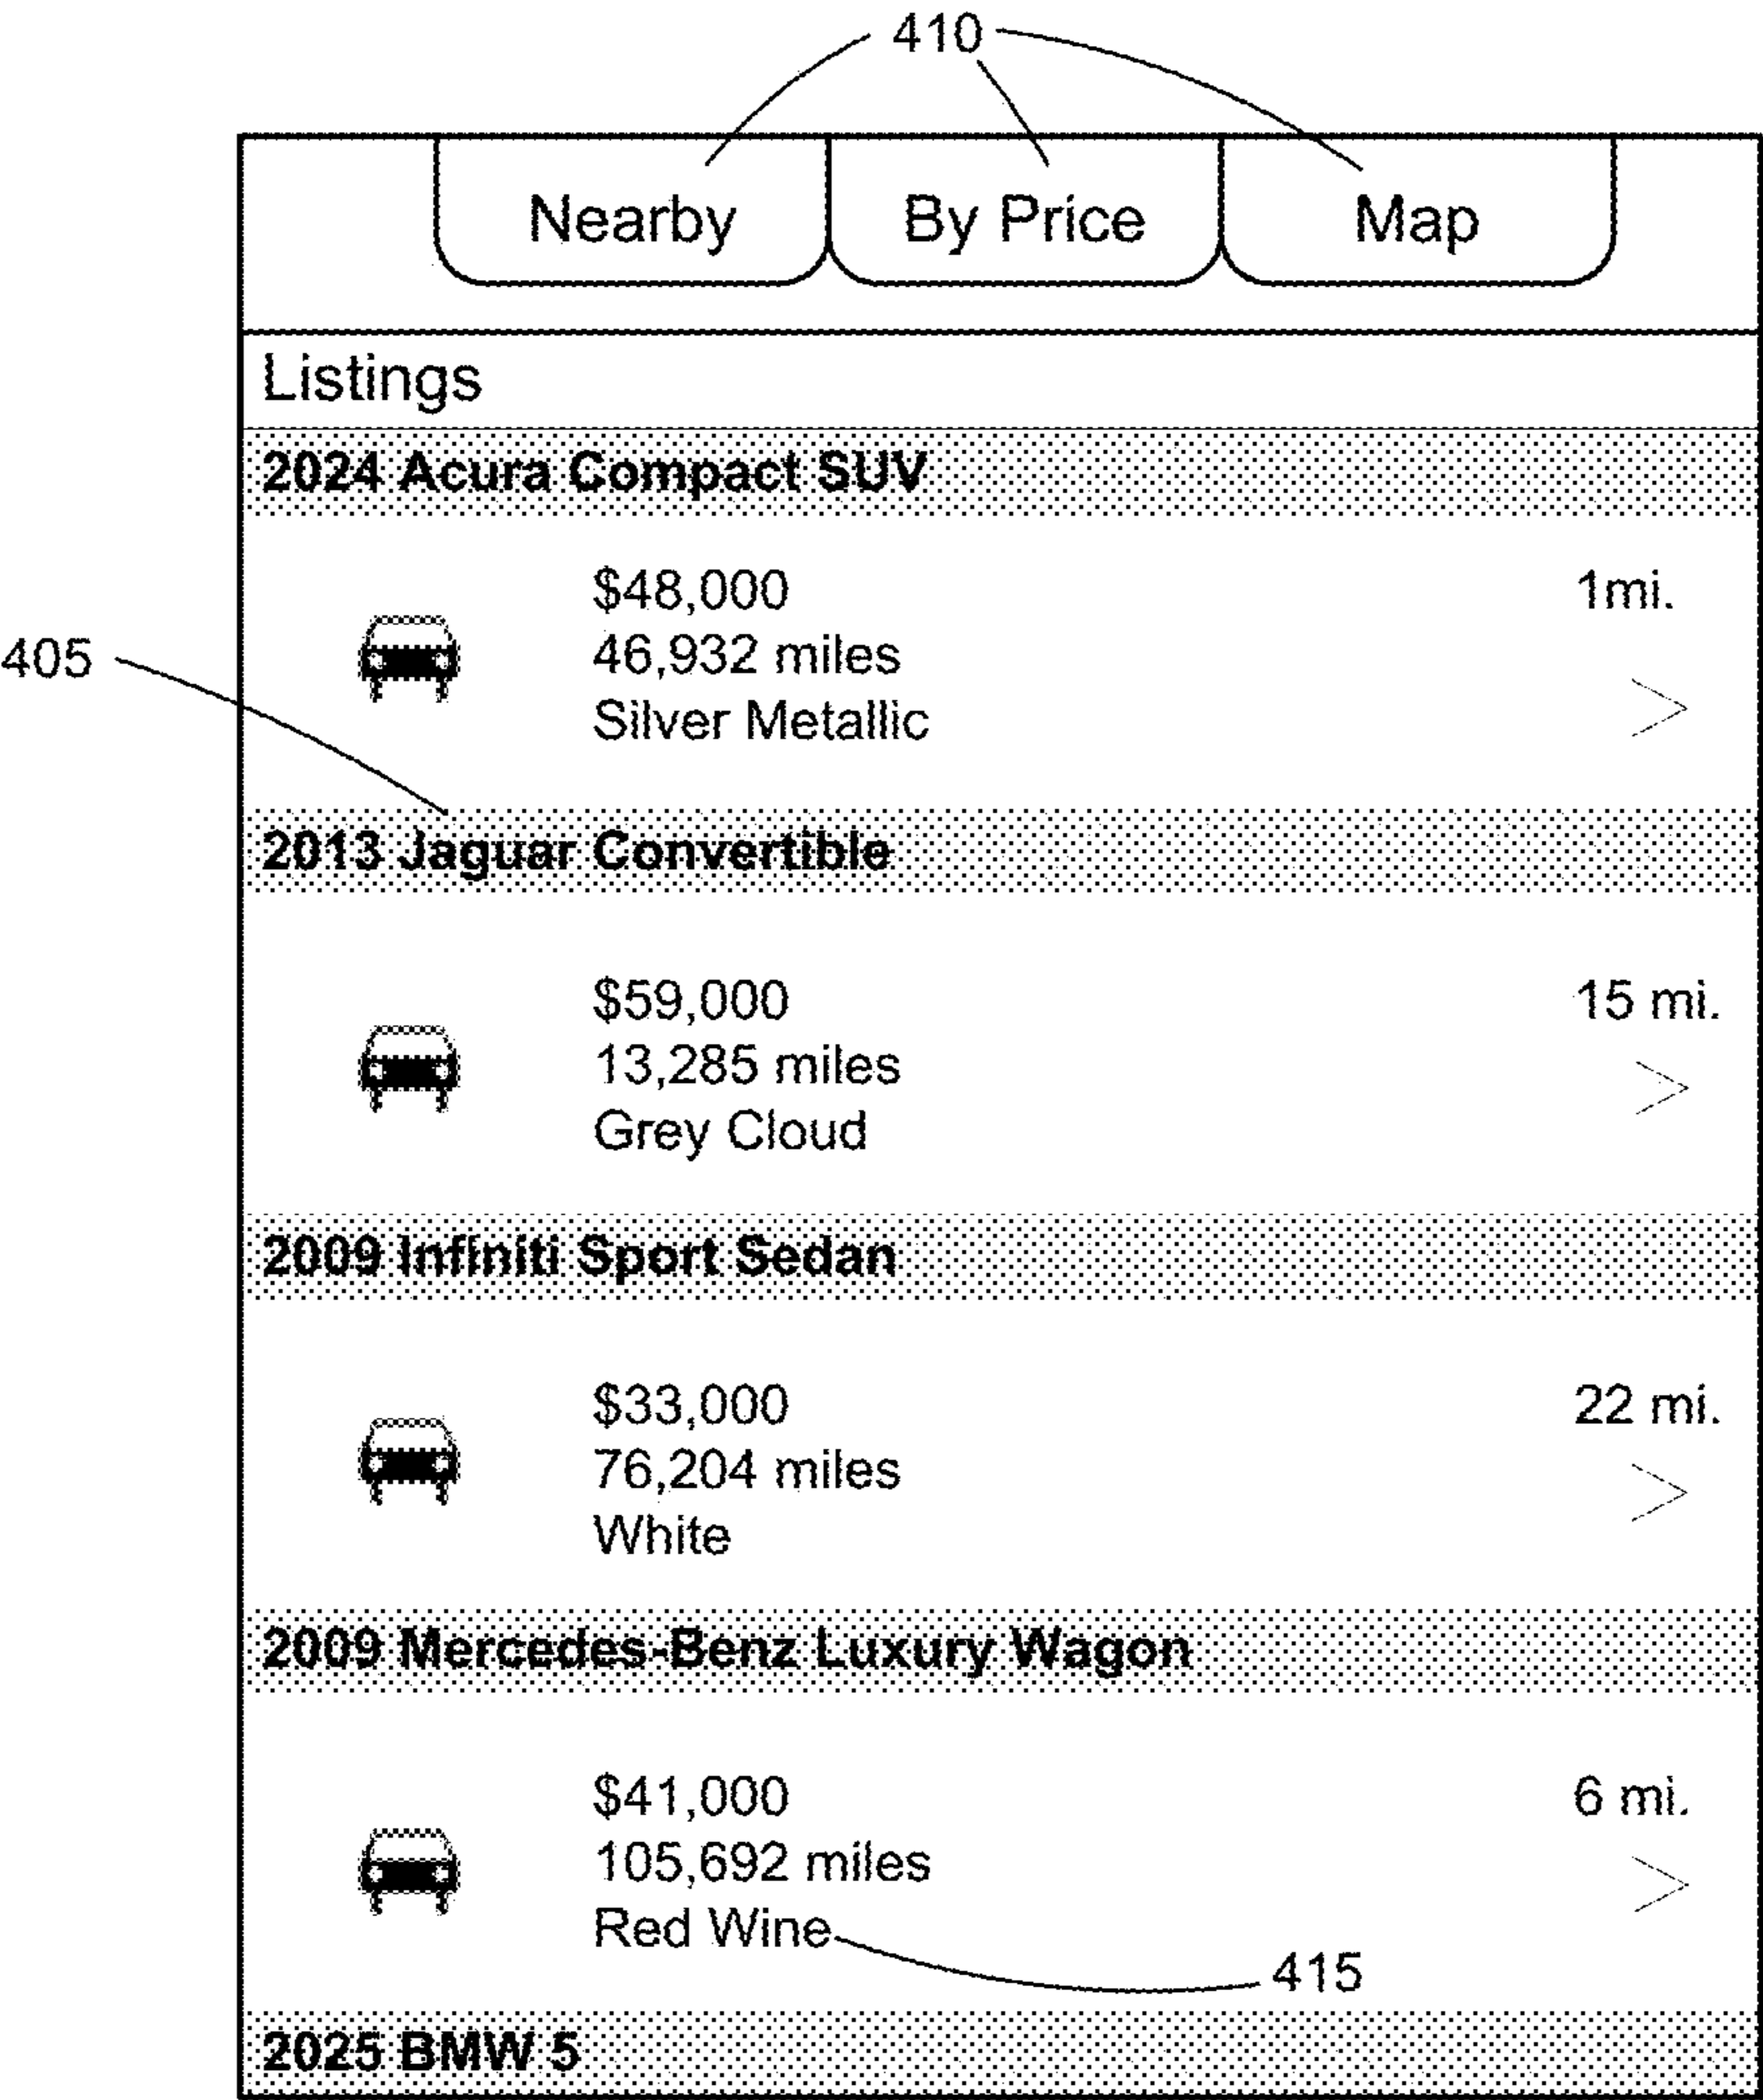 410
Nearby By Price Map
Listings
2024 Acura Compact SUV
$48,000 1mi.
46,932 miles
405
Silver Metallic
2013 Jaguar Convertible
$59,000 15 mi.
13,285 miles
Grey Cloud
2009 Infiniti Sport Sedan
$33,000 22 mi.
76,204 miles
White
2009 Mercedes-Benz Luxury Wagon
$41,000 6 mi.
105,692 miles
Red Wine
415
2025 BMW 5